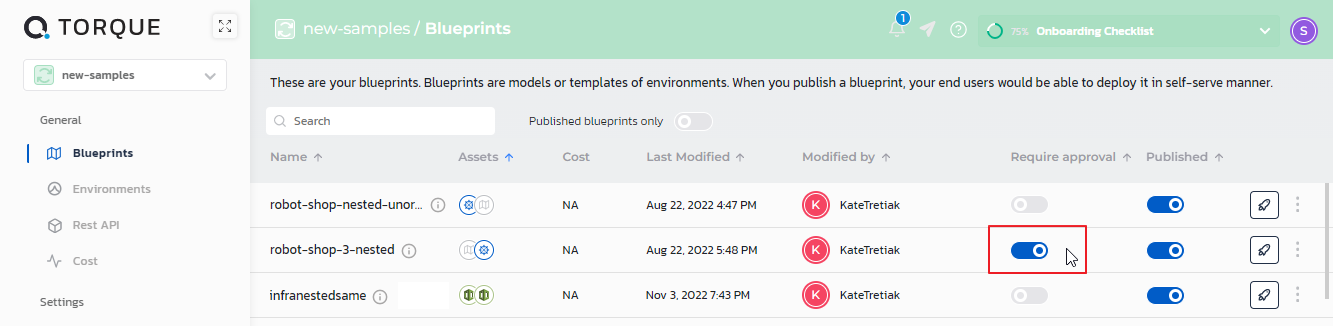 TORQUE
new-samples / Blueprints
1
75% Onboarding Checklist
S
new-samples
These are your blueprints. Blueprints are models or templates of environments. When you publish a blueprint, your end users would be able to deploy it in self-serve manner.
Search
Published blueprints only
General
Blueprints
Environments
Rest API
Cost
Settings
Name Assets Cost Last Modified Modified by Require approval Published
robot-shop-nested-unor... NA Aug 22, 2022 4:47 PM K KateTretiak
robot-shop-3-nested NA Aug 22, 2022 5:48 PM K KateTretiak
infranestedsame NA Nov 3, 2022 7:43 PM K KateTretiak